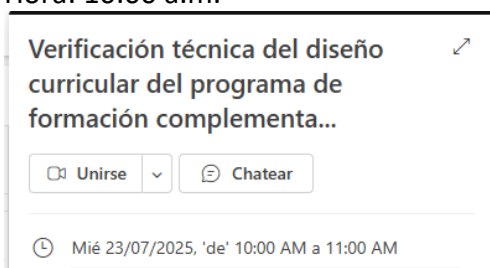 Hora: 10:00 a.m.
Verificación técnica del diseño
curricular del programa de
formación complementa...
Unirse
Chatear
Mié 23/07/2025, 'de' 10:00 AM a 11:00 AM